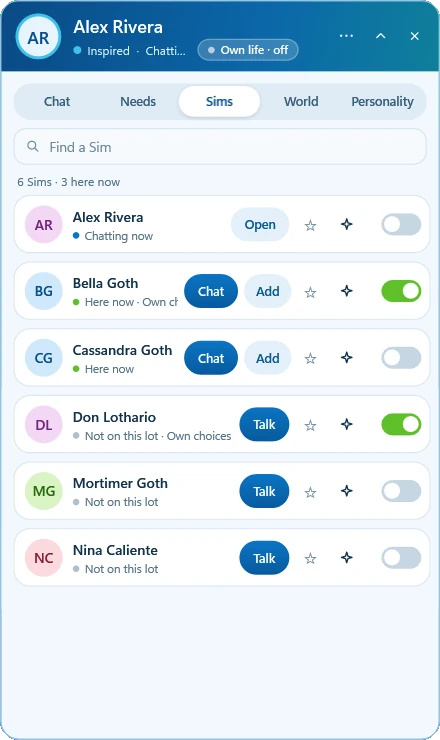 AR
Alex Rivera
Inspired · Chatti...
Own life · off
Chat Needs Sims World Personality
Find a Sim
6 Sims · 3 here now
AR
Alex Rivera
Chatting now
Open
BG
Bella Goth
Here now · Own ch
Chat
Add
CG
Cassandra Goth
Here now
Chat
Add
DL
Don Lothario
Not on this lot · Own choices
Talk
MG
Mortimer Goth
Not on this lot
Talk
NC
Nina Caliente
Not on this lot
Talk